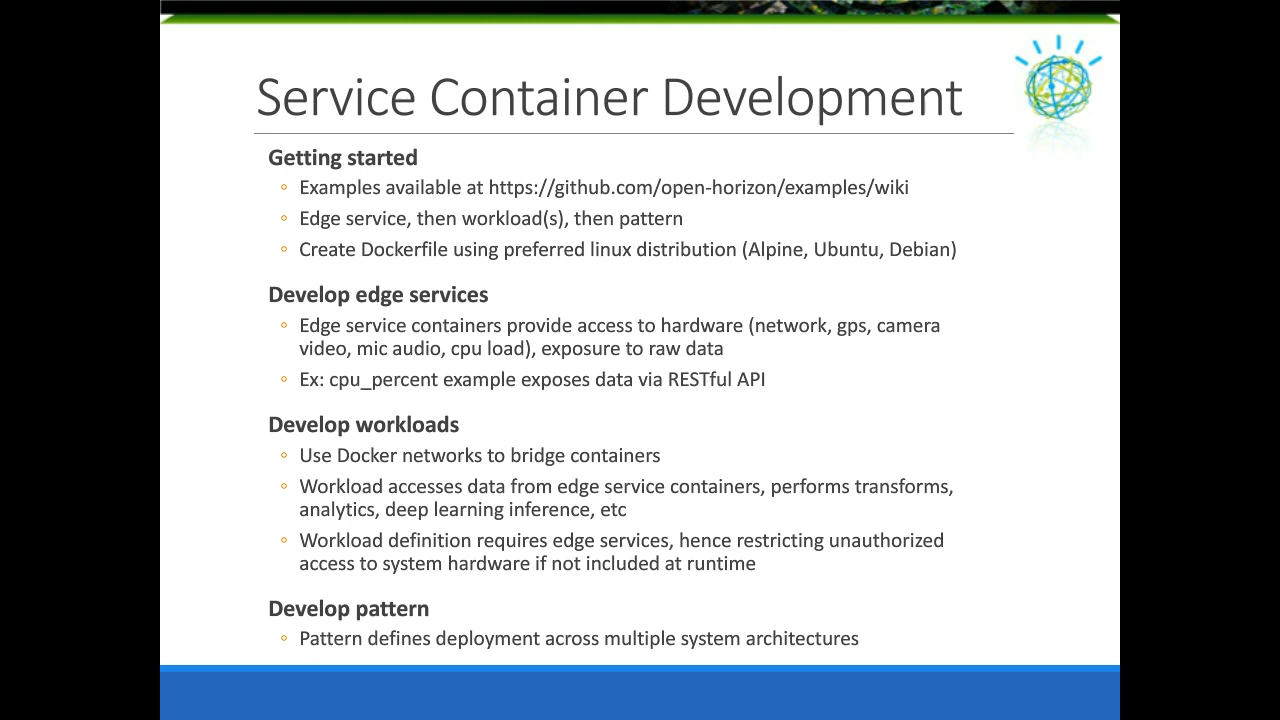 Service Container Development
Getting started
◦ Examples available at https://github.com/open-horizon/examples/wiki
◦ Edge service, then workload(s), then pattern
◦ Create Dockerfile using preferred linux distribution (Alpine, Ubuntu, Debian)
Develop edge services
◦ Edge service containers provide access to hardware (network, gps, camera
video, mic audio, cpu load), exposure to raw data
◦ Ex: cpu_percent example exposes data via RESTful API
Develop workloads
◦ Use Docker networks to bridge containers
◦ Workload accesses data from edge service containers, performs transforms,
analytics, deep learning inference, etc
◦ Workload definition requires edge services, hence restricting unauthorized
access to system hardware if not included at runtime
Develop pattern
◦ Pattern defines deployment across multiple system architectures